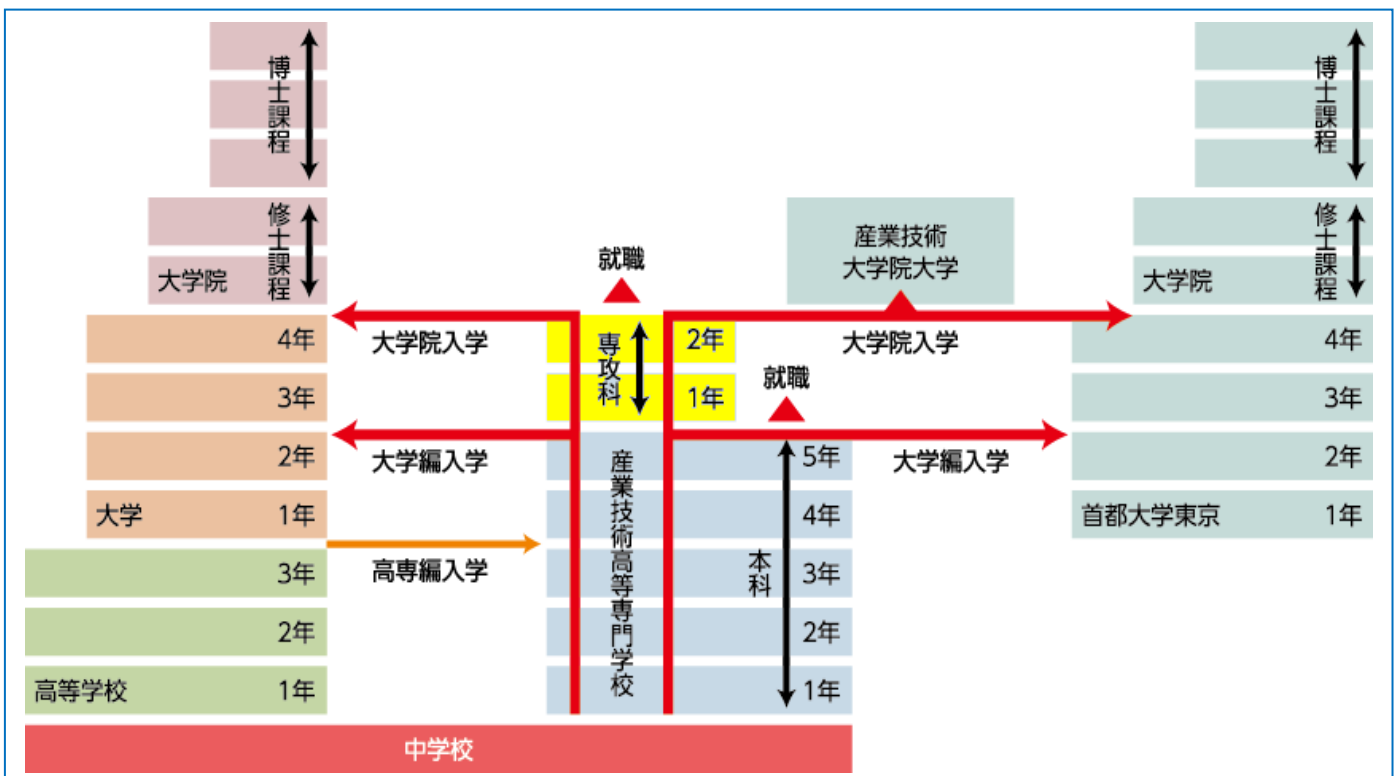 博士課程
博士課程
修士課程
大学院
産業技術
大学院大学
修士課程
大学院
就職
4年
大学院入学
専攻科
2年
大学院入学
4年
3年
1年
就職
3年
2年
大学編入学
産業技術高等専門学校
5年
大学編入学
2年
大学
1年
4年
首都大学東京
1年
3年
高専編入学
本科
3年
2年
2年
高等学校
1年
1年
中学校